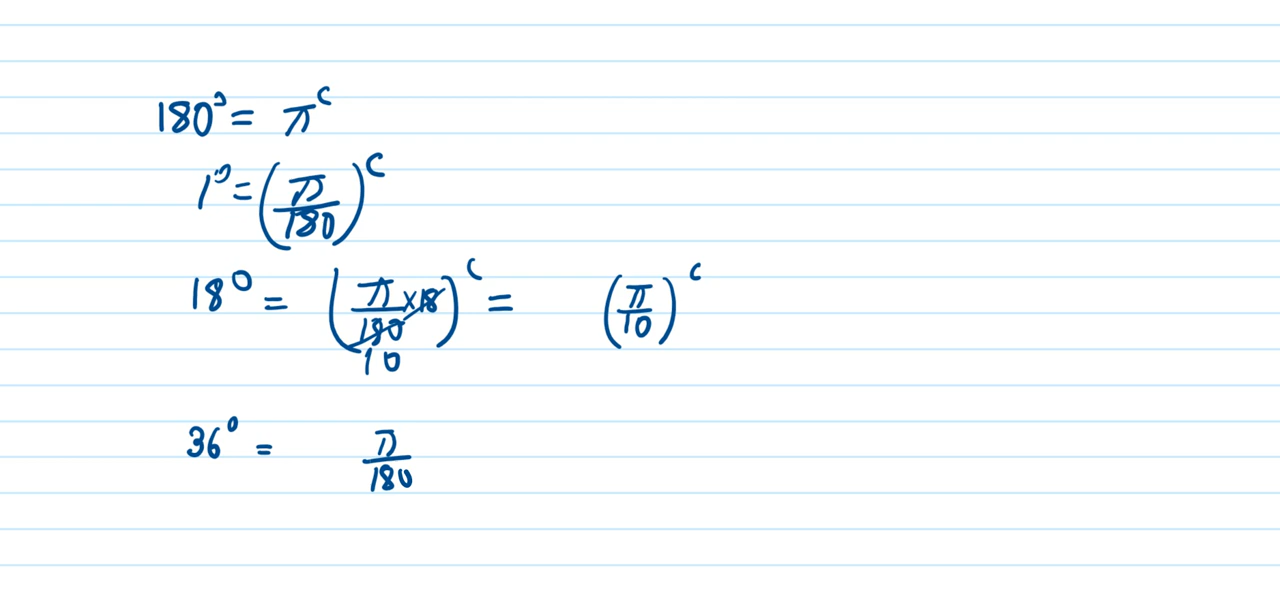 180° = π^c
1° = (π/180)^c
18° = (π/180 × 18)^c = (π/10)^c
10
36° = π/180